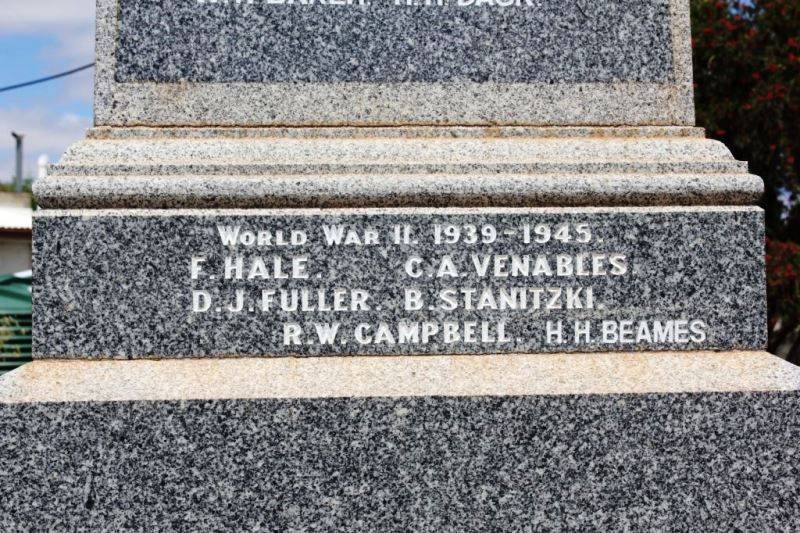 WORLD WAR II. 1939-1945.
F. HALE. C.A. VENABLES.
D.J. FULLER B. STANITZKI.
R.W. CAMPBELL H.H. BEAMES